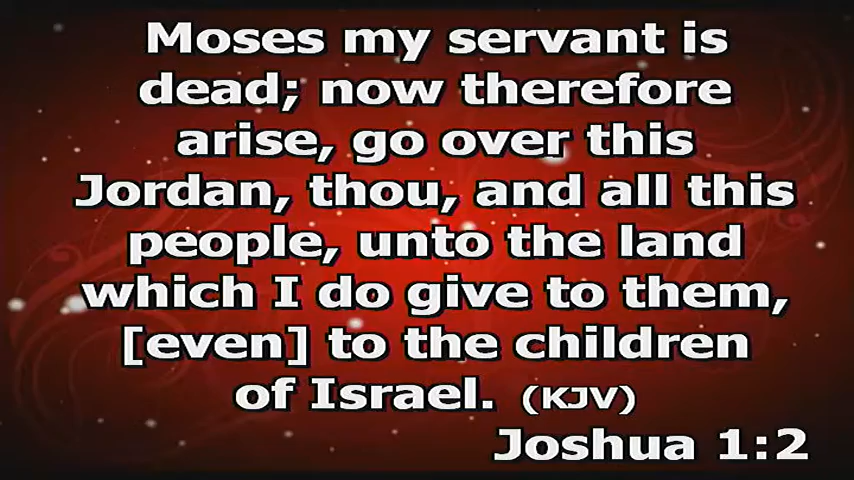 Moses my servant is
dead; now therefore
arise, go over this
Jordan, thou, and all this
people, unto the land
which I do give to them,
[even] to the children
of Israel. (KJV)
Joshua 1:2